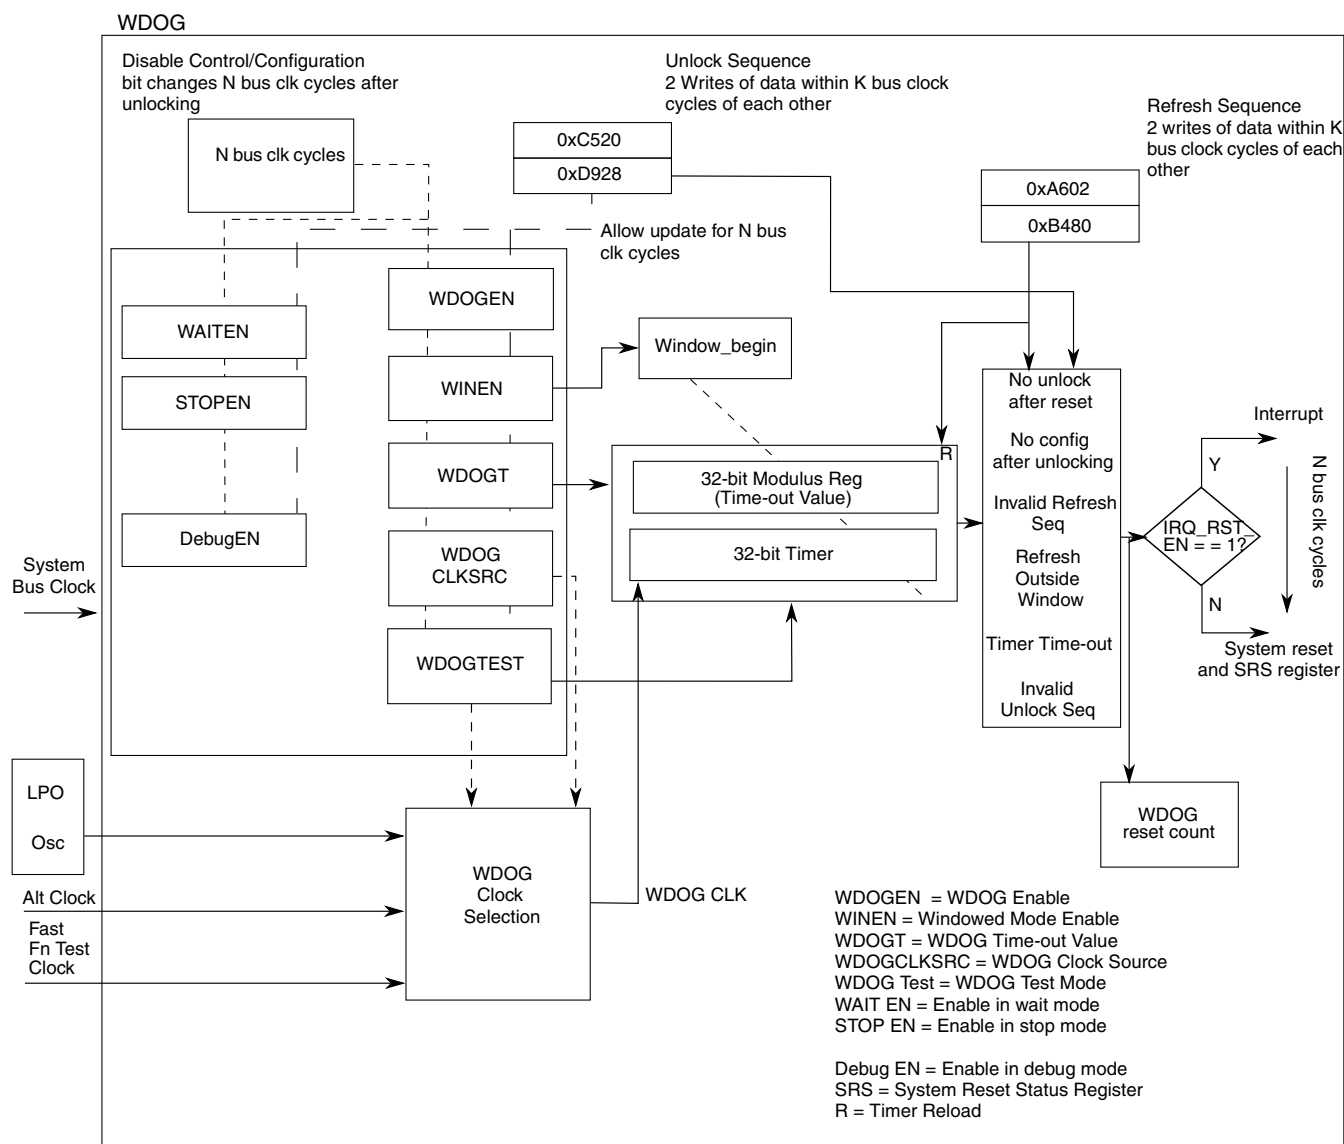 WDOG
Disable Control/Configuration
bit changes N bus clk cycles after
unlocking
Unlock Sequence
2 Writes of data within K bus clock
cycles of each other
Refresh Sequence
2 writes of data within K
bus clock cycles of each
other
N bus clk cycles
0xC520
0xD928
0xA602
0xB480
Allow update for N bus
clk cycles
WDOGEN
WAITEN
WINEN
STOPEN
WDOGT
DebugEN
WDOG
CLKSRC
WDOGTEST
System
Bus Clock
Window_begin
R
32-bit Modulus Reg
(Time-out Value)
32-bit Timer
No unlock
after reset
No config
after unlocking
Invalid Refresh
Seq
Refresh
Outside
Window
Timer Time-out
Invalid
Unlock Seq
Interrupt
Y
IRQ_RST_
EN = = 1?
N
N bus clk cycles
System reset
and SRS register
WDOG
reset count
LPO
Osc
Alt Clock
Fast
Fn Test
Clock
WDOG
Clock
Selection
WDOG CLK
WDOGEN = WDOG Enable
WINEN = Windowed Mode Enable
WDOGT = WDOG Time-out Value
WDOGCLKSRC = WDOG Clock Source
WDOG Test = WDOG Test Mode
WAIT EN = Enable in wait mode
STOP EN = Enable in stop mode
Debug EN = Enable in debug mode
SRS = System Reset Status Register
R = Timer Reload